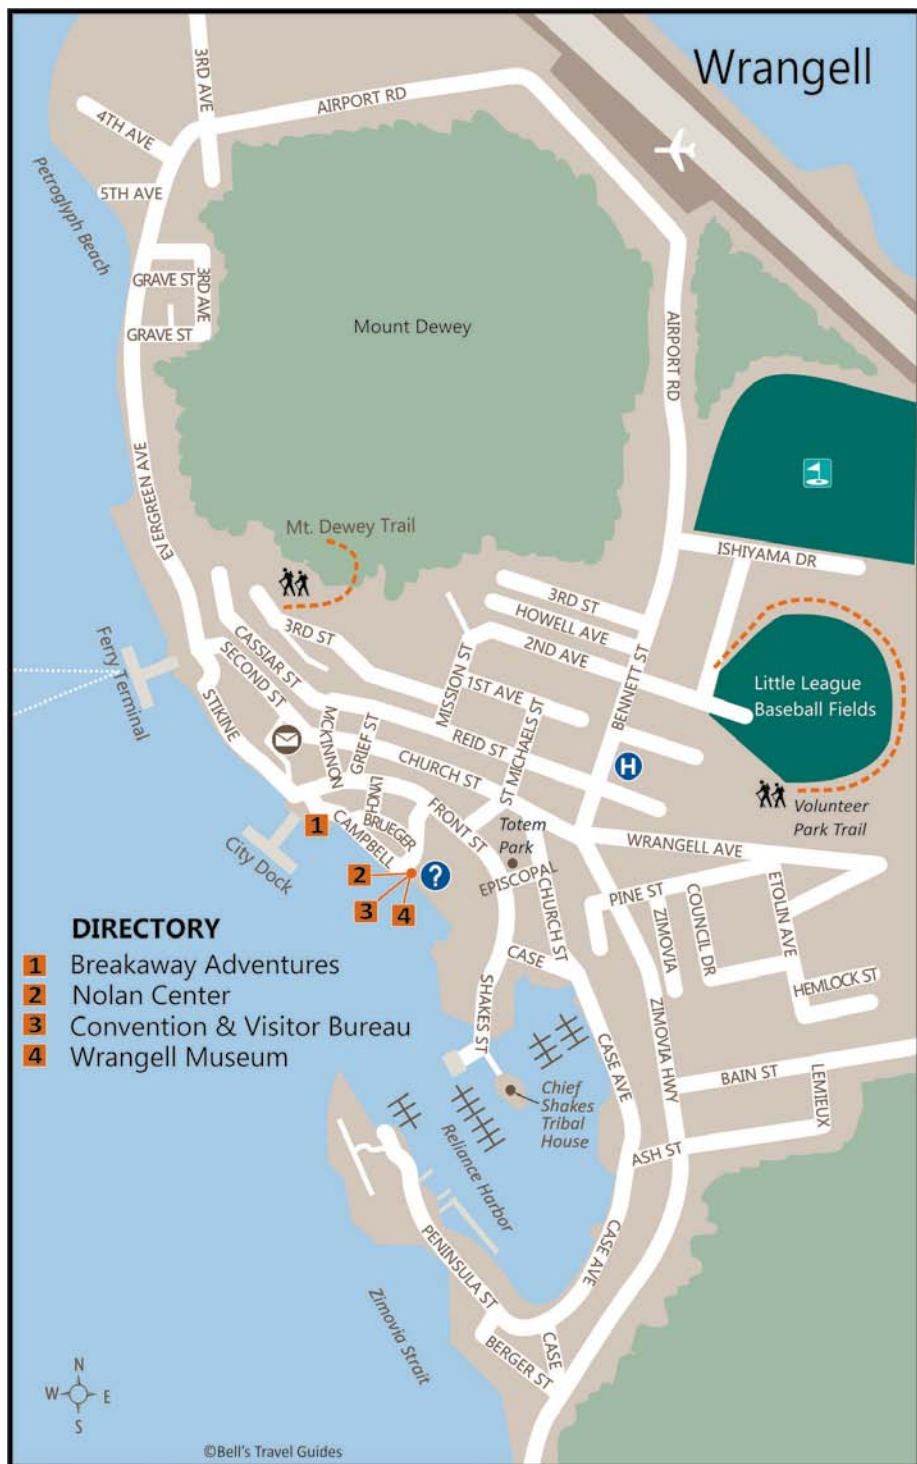 Wrangell
3RD AVE
AIRPORT RD
4TH AVE
5TH AVE
Petroglyph Beach
GRAVE ST
3RD AVE
GRAVE ST
Mount Dewey
AIRPORT RD
EVERGREEN AVE
Mt. Dewey Trail
ISHIYAMA DR
3RD ST
HOWELL AVE
2ND AVE
3RD ST
CASSIAR ST
SECOND ST
MISSION ST
1ST AVE
BENNETT ST
Little League
Baseball Fields
Ferry Terminal
STIKINE
MCKINNON
GRIEF ST
REID ST
ST MICHAELS ST
CHURCH ST
H
LYNCH
BRUEGER
FRONT ST
CAMPBELL
Totem
Park
Volunteer
Park Trail
WRANGELL AVE
City Dock
1
2
3
4
?
EPISCOPAL
CHURCH ST
PINE ST
ZIMOVIA
COUNCIL DR
ETOLIN AVE
HEMLOCK ST
DIRECTORY
1 Breakaway Adventures
2 Nolan Center
3 Convention & Visitor Bureau
4 Wrangell Museum
CASE
SHAKES ST
CASE AVE
ZIMOVIA HWY
BAIN ST
LEMIEUX
Chief
Shakes
Tribal
House
Reliance Harbor
ASH ST
CASE AVE
PENINSULA ST
Zimovia Strait
BERGER ST
CASE
N
W
E
S
©Bell's Travel Guides